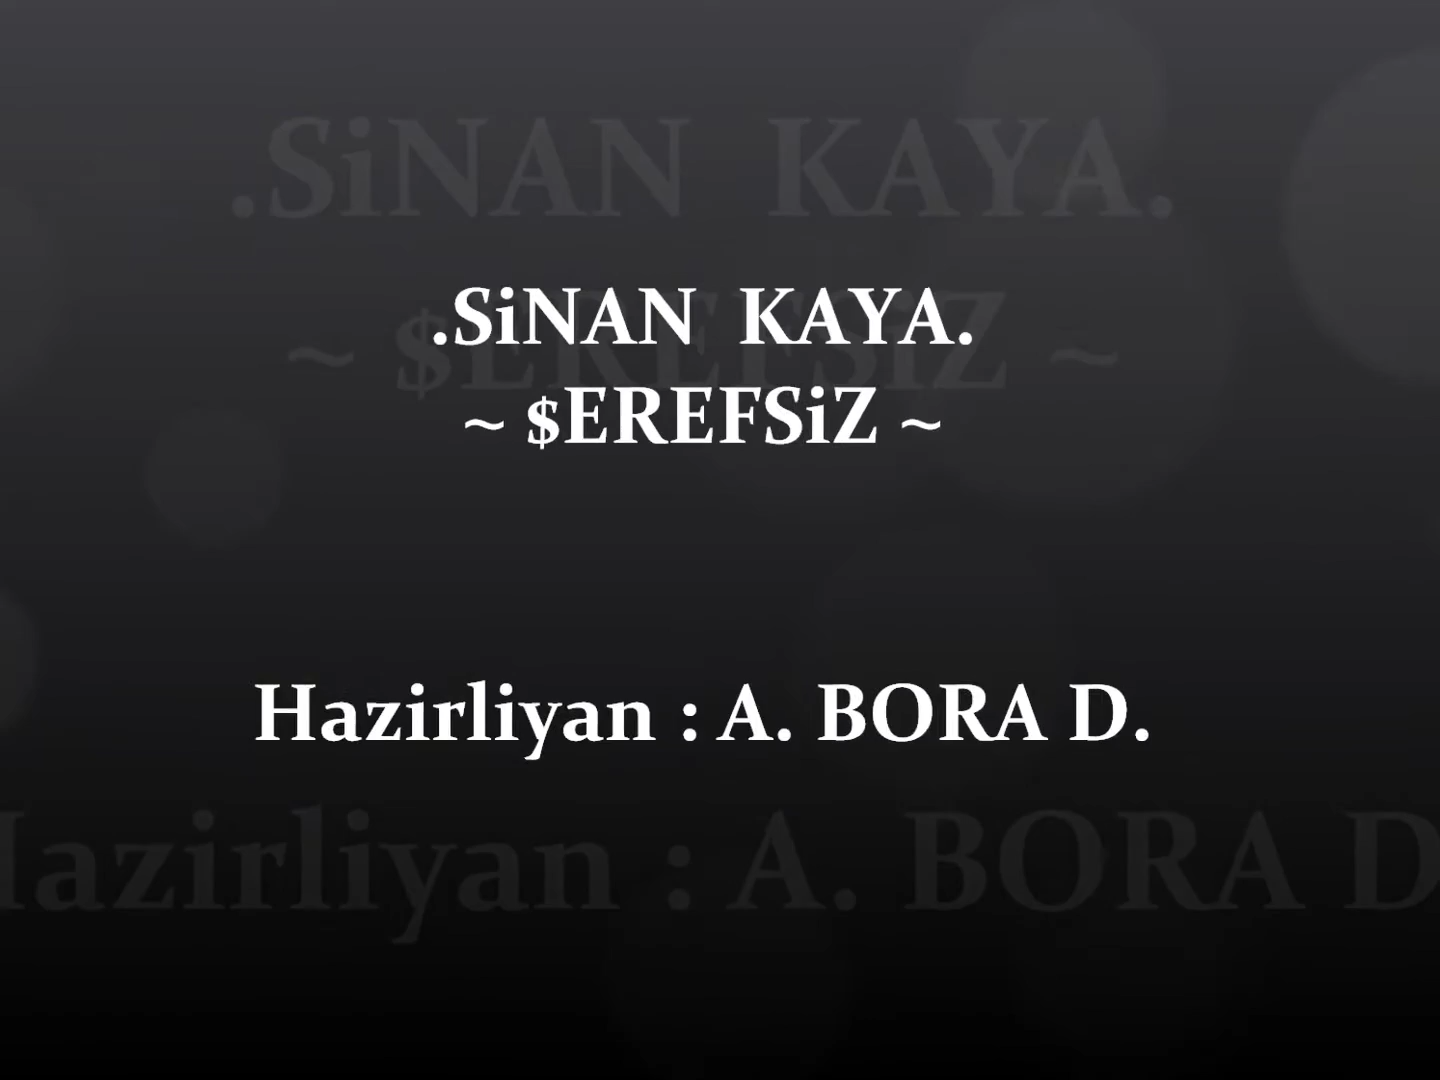 .SiNAN KAYA.
~ $EREFSiZ ~
Hazirliyan : A. BORA D.